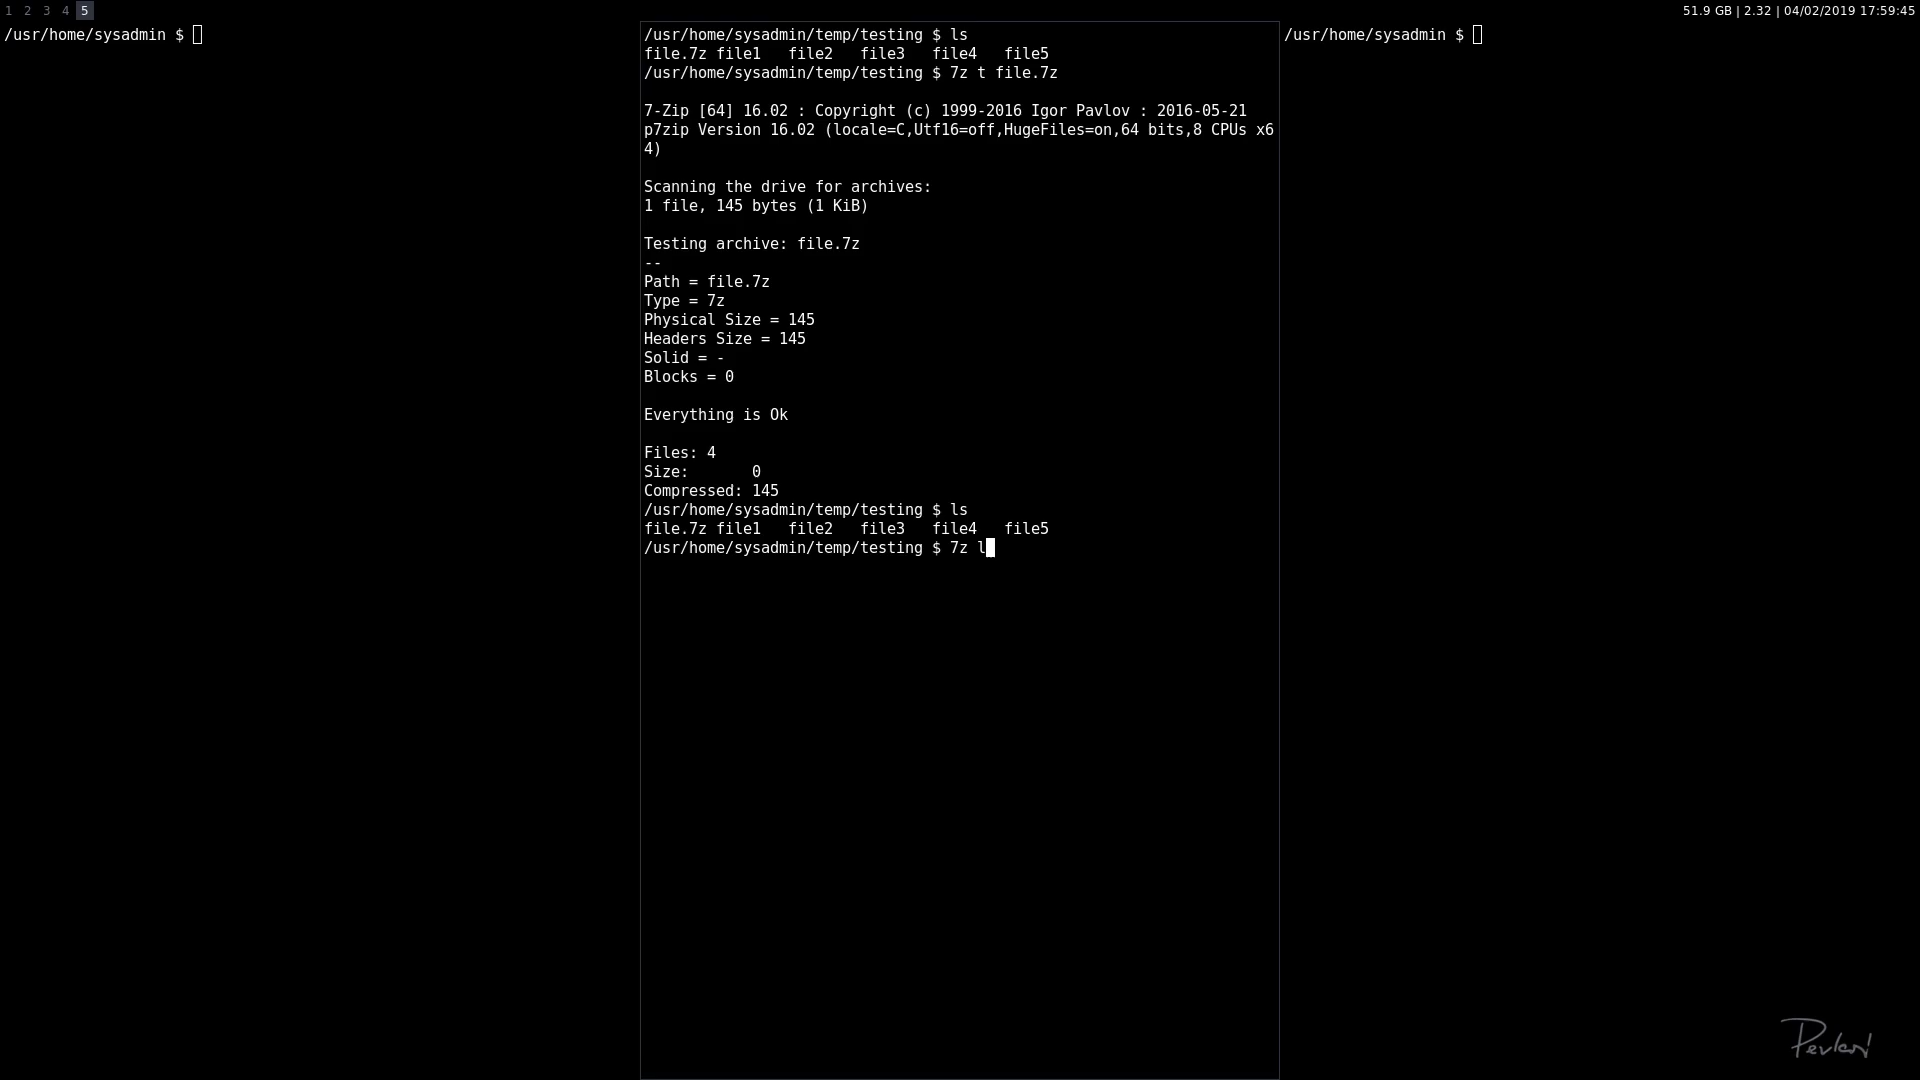 1 2 3 4 5
51.9 GB | 2.32 | 04/02/2019 17:59:45
/usr/home/sysadmin $
/usr/home/sysadmin/temp/testing $ ls
file.7z file1   file2   file3   file4   file5
/usr/home/sysadmin/temp/testing $ 7z t file.7z
7-Zip [64] 16.02 : Copyright (c) 1999-2016 Igor Pavlov : 2016-05-21
p7zip Version 16.02 (locale=C,Utf16=off,HugeFiles=on,64 bits,8 CPUs x6
4)
Scanning the drive for archives:
1 file, 145 bytes (1 KiB)
Testing archive: file.7z
--
Path = file.7z
Type = 7z
Physical Size = 145
Headers Size = 145
Solid = -
Blocks = 0
Everything is Ok
Files: 4
Size:       0
Compressed: 145
/usr/home/sysadmin/temp/testing $ ls
file.7z file1   file2   file3   file4   file5
/usr/home/sysadmin/temp/testing $ 7z l
/usr/home/sysadmin $